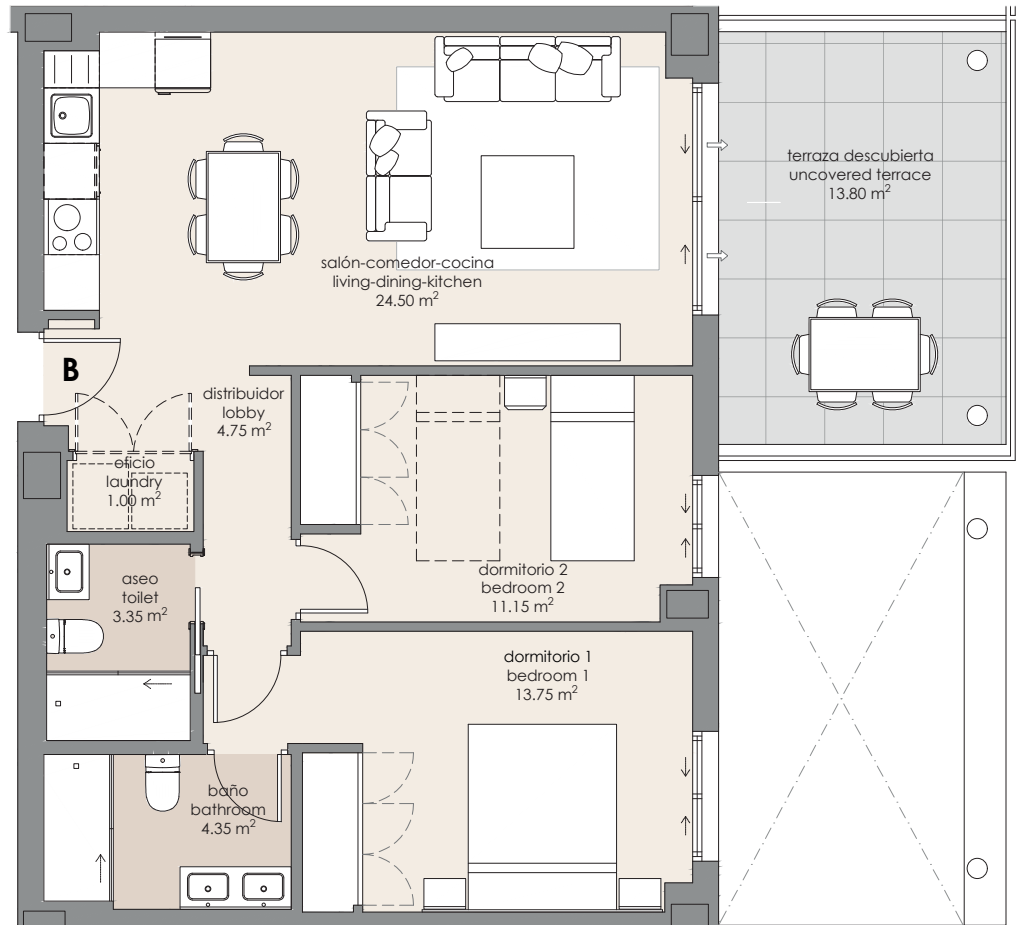 terraza descubierta
uncovered terrace
13.80 m²
salón-comedor-cocina
living-dining-kitchen
24.50 m²
B
distribuidor
lobby
4.75 m²
oficio
laundry
1.00 m²
dormitorio 2
bedroom 2
11.15 m²
aseo
toilet
3.35 m²
dormitorio 1
bedroom 1
13.75 m²
baño
bathroom
4.35 m²